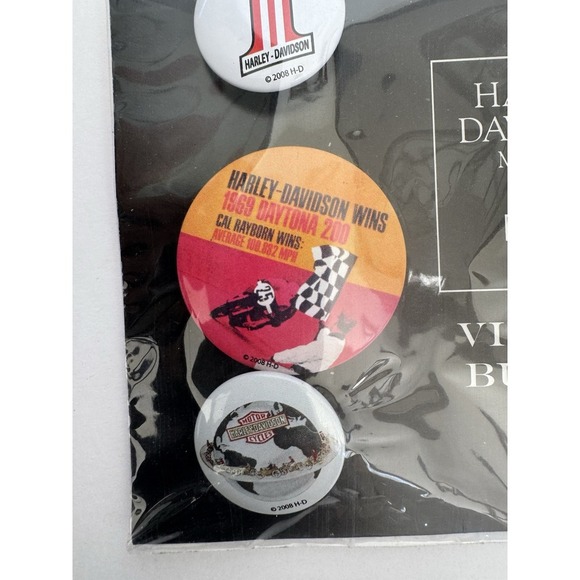 HARLEY-DAVIDSON
© 2008 H-D
HARLEY-DAVIDSON WINS
1969 DAYTONA 200
CAL RAYBORN WINS:
AVERAGE 100.882 MPH
© 2008 H-D
MOTOR
HARLEY-DAVIDSON
CYCLES
© 2008 H-D
HA
DAV
M
VI
BU